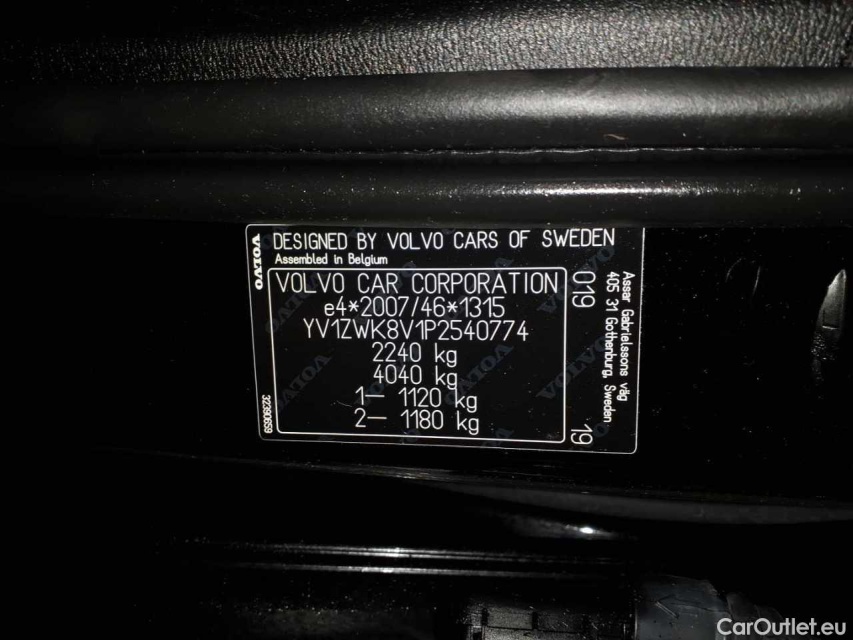 VOLVO
DESIGNED BY VOLVO CARS OF SWEDEN
Assembled in Belgium
VOLVO CAR CORPORATION
e4*2007/46*1315
YV1ZWK8V1P2540774
2240 kg
4040 kg
1– 1120 kg
2– 1180 kg
32290659
019
19
Assar Gabrielssons väg
405 31 Gothenburg, Sweden
CarOutlet.eu